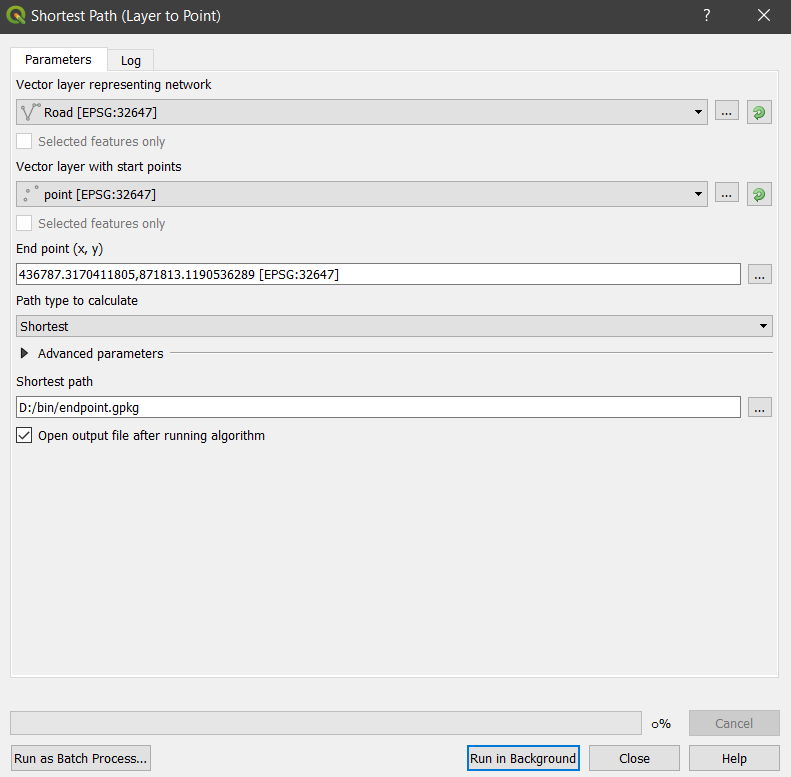 Shortest Path (Layer to Point)
?
Parameters
Log
Vector layer representing network
Road [EPSG:32647]
...
Selected features only
Vector layer with start points
point [EPSG:32647]
...
Selected features only
End point (x, y)
436787.3170411805,871813.1190536289 [EPSG:32647]
...
Path type to calculate
Shortest
Advanced parameters
Shortest path
D:/bin/endpoint.gpkg
...
Open output file after running algorithm
0%
Cancel
Run as Batch Process...
Run in Background
Close
Help